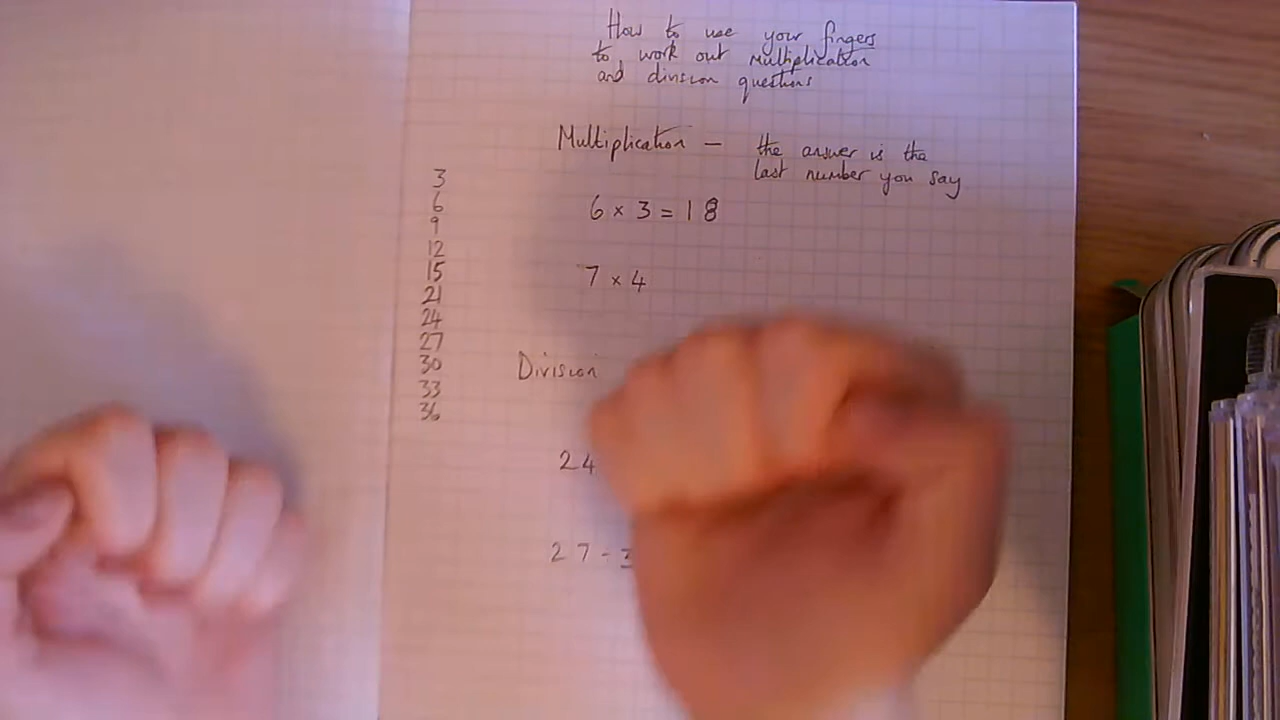 How to use your fingers
to work out multiplication
and division questions
Multiplication - the answer is the
last number you say
3
6
9
12
15
21
24
27
30
33
36
6 × 3 = 18
7 × 4
Division
24
27 ÷ 3